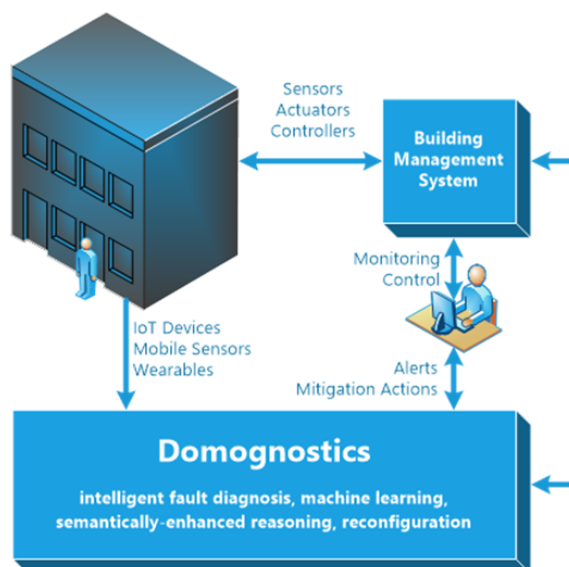 Sensors
Actuators
Controllers
Building
Management
System
Monitoring
Control
IoT Devices
Mobile Sensors
Wearables
Alerts
Mitigation Actions
Domognostics
intelligent fault diagnosis, machine learning,
semantically-enhanced reasoning, reconfiguration